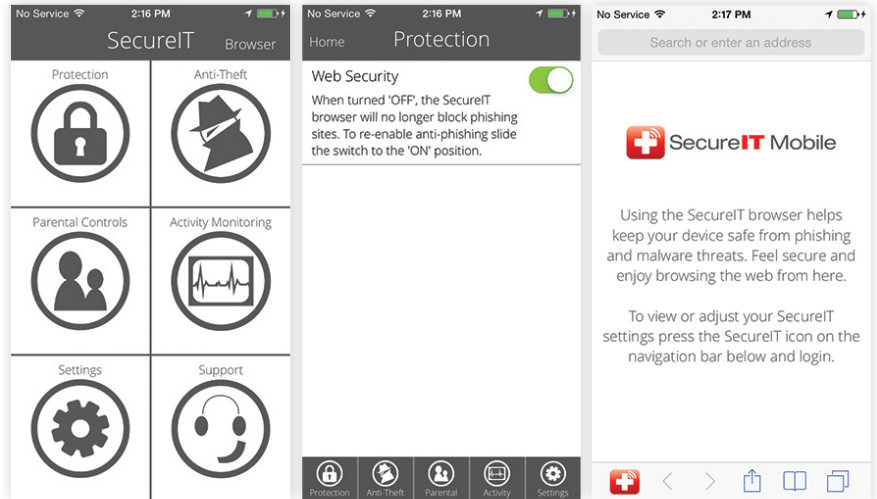 No Service 2:16 PM
SecureIT Browser
Protection Anti-Theft
Parental Controls Activity Monitoring
Settings Support
No Service 2:16 PM
Home Protection
Web Security
When turned 'OFF', the SecureIT
browser will no longer block phishing
sites. To re-enable anti-phishing slide
the switch to the 'ON' position.
Protection Anti-Theft Parental Activity Settings
No Service 2:17 PM
Search or enter an address
SecureIT Mobile
Using the SecureIT browser helps
keep your device safe from phishing
and malware threats. Feel secure and
enjoy browsing the web from here.
To view or adjust your SecureIT
settings press the SecureIT icon on the
navigation bar below and login.